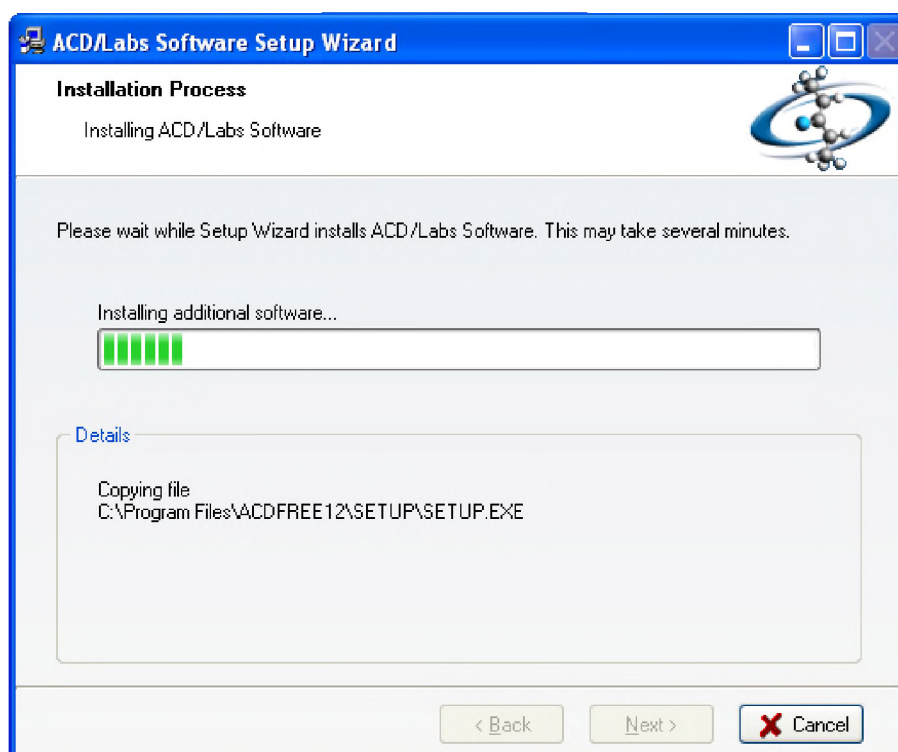 ACD/Labs Software Setup Wizard
Installation Process
Installing ACD/Labs Software
Please wait while Setup Wizard installs ACD/Labs Software. This may take several minutes.
Installing additional software...
Details
Copying file
C:\Program Files\ACDFREE12\SETUP\SETUP.EXE
< Back Next > Cancel